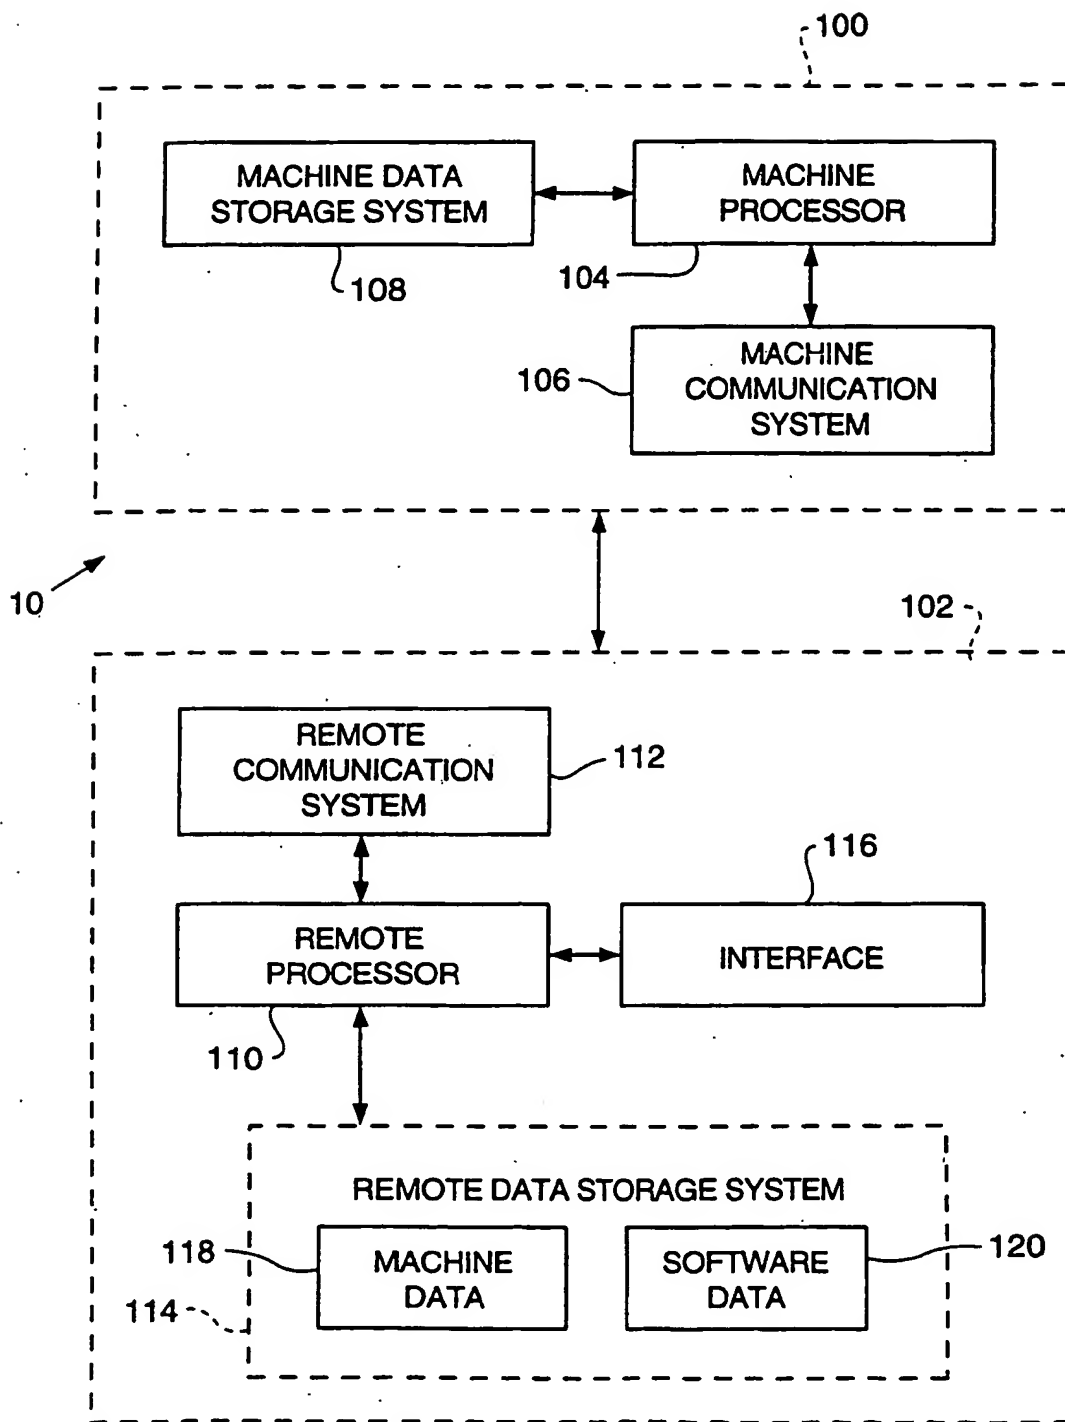 100
MACHINE DATA
STORAGE SYSTEM
108
MACHINE
PROCESSOR
104
MACHINE
COMMUNICATION
SYSTEM
106
10
102
REMOTE
COMMUNICATION
SYSTEM
112
116
REMOTE
PROCESSOR
INTERFACE
110
REMOTE DATA STORAGE SYSTEM
118
MACHINE
DATA
SOFTWARE
DATA
120
114